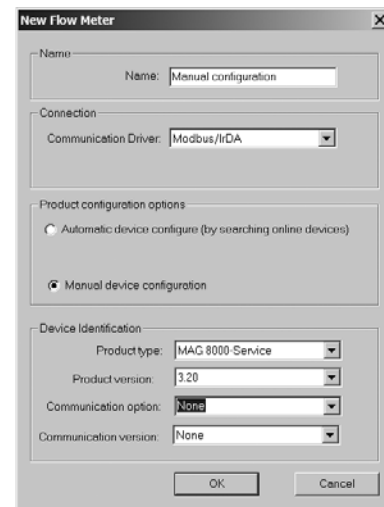 New Flow Meter
Name
Name: Manual configuration
Connection
Communication Driver: Modbus/IrDA
Product configuration options
Automatic device configure (by searching online devices)
Manual device configuration
Device Identification
Product type: MAG 8000-Service
Product version: 3.20
Communication option: None
Communication version: None
OK Cancel